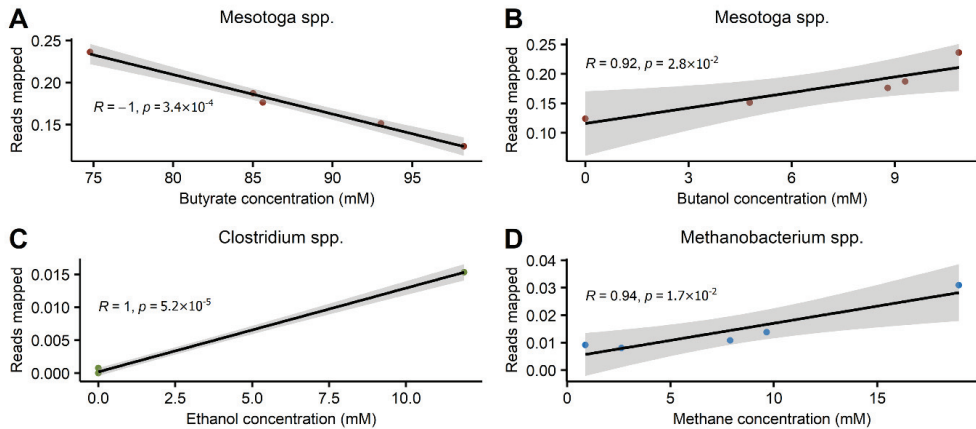 A
Mesotoga spp.
Reads mapped
0.25
0.20
0.15
R = −1, p = 3.4×10⁻⁴
75 80 85 90 95
Butyrate concentration (mM)
B
Mesotoga spp.
Reads mapped
0.25
0.20
0.15
0.10
R = 0.92, p = 2.8×10⁻²
0 3 6 9
Butanol concentration (mM)
C
Clostridium spp.
Reads mapped
0.015
0.010
0.005
0.000
R = 1, p = 5.2×10⁻⁵
0.0 2.5 5.0 7.5 10.0
Ethanol concentration (mM)
D
Methanobacterium spp.
Reads mapped
0.04
0.03
0.02
0.01
0.00
R = 0.94, p = 1.7×10⁻²
0 5 10 15
Methane concentration (mM)